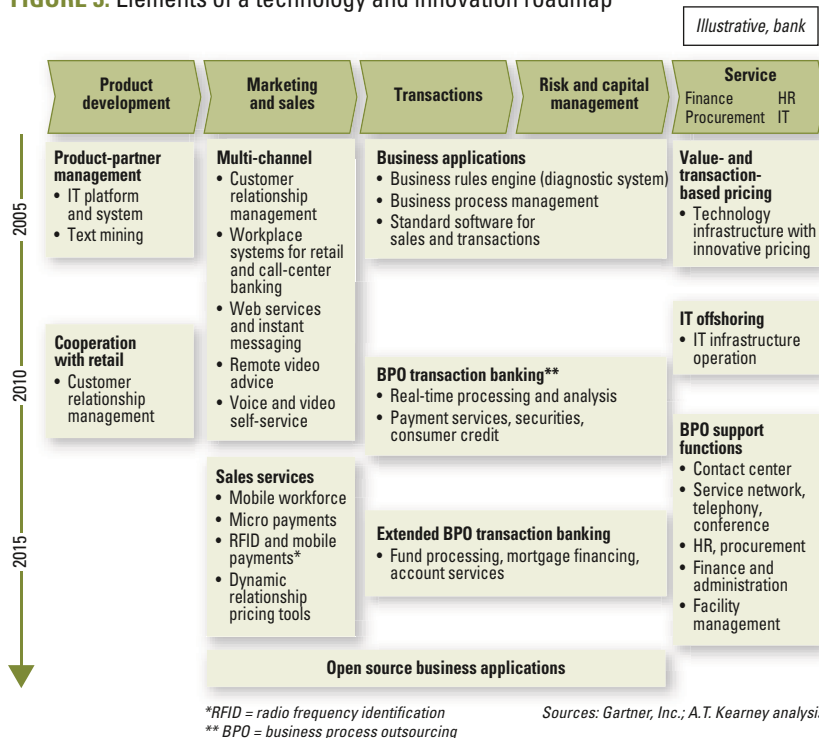 FIGURE 3. Elements of a technology and innovation roadmap
Illustrative, bank
Product
development
Marketing
and sales
Transactions
Risk and capital
management
Service
Finance HR
Procurement IT
2005
2010
2015
Product-partner
management
• IT platform
and system
• Text mining
Cooperation
with retail
• Customer
relationship
management
Multi-channel
• Customer
relationship
management
• Workplace
systems for retail
and call-center
banking
• Web services
and instant
messaging
• Remote video
advice
• Voice and video
self-service
Sales services
• Mobile workforce
• Micro payments
• RFID and mobile
payments*
• Dynamic
relationship
pricing tools
Business applications
• Business rules engine (diagnostic system)
• Business process management
• Standard software for
sales and transactions
BPO transaction banking**
• Real-time processing and analysis
• Payment services, securities,
consumer credit
Extended BPO transaction banking
• Fund processing, mortgage financing,
account services
Value- and
transaction-
based pricing
• Technology
infrastructure with
innovative pricing
IT offshoring
• IT infrastructure
operation
BPO support
functions
• Contact center
• Service network,
telephony,
conference
• HR, procurement
• Finance and
administration
• Facility
management
Open source business applications
*RFID = radio frequency identification
** BPO = business process outsourcing
Sources: Gartner, Inc.; A.T. Kearney analysis